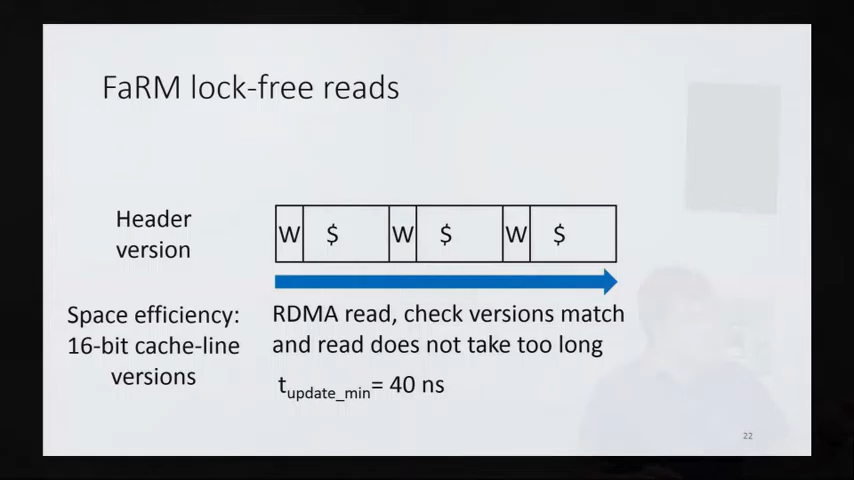 FaRM lock-free reads
Header
version
W $ W $ W $
Space efficiency:
16-bit cache-line
versions
RDMA read, check versions match
and read does not take too long
tupdate_min= 40 ns
22